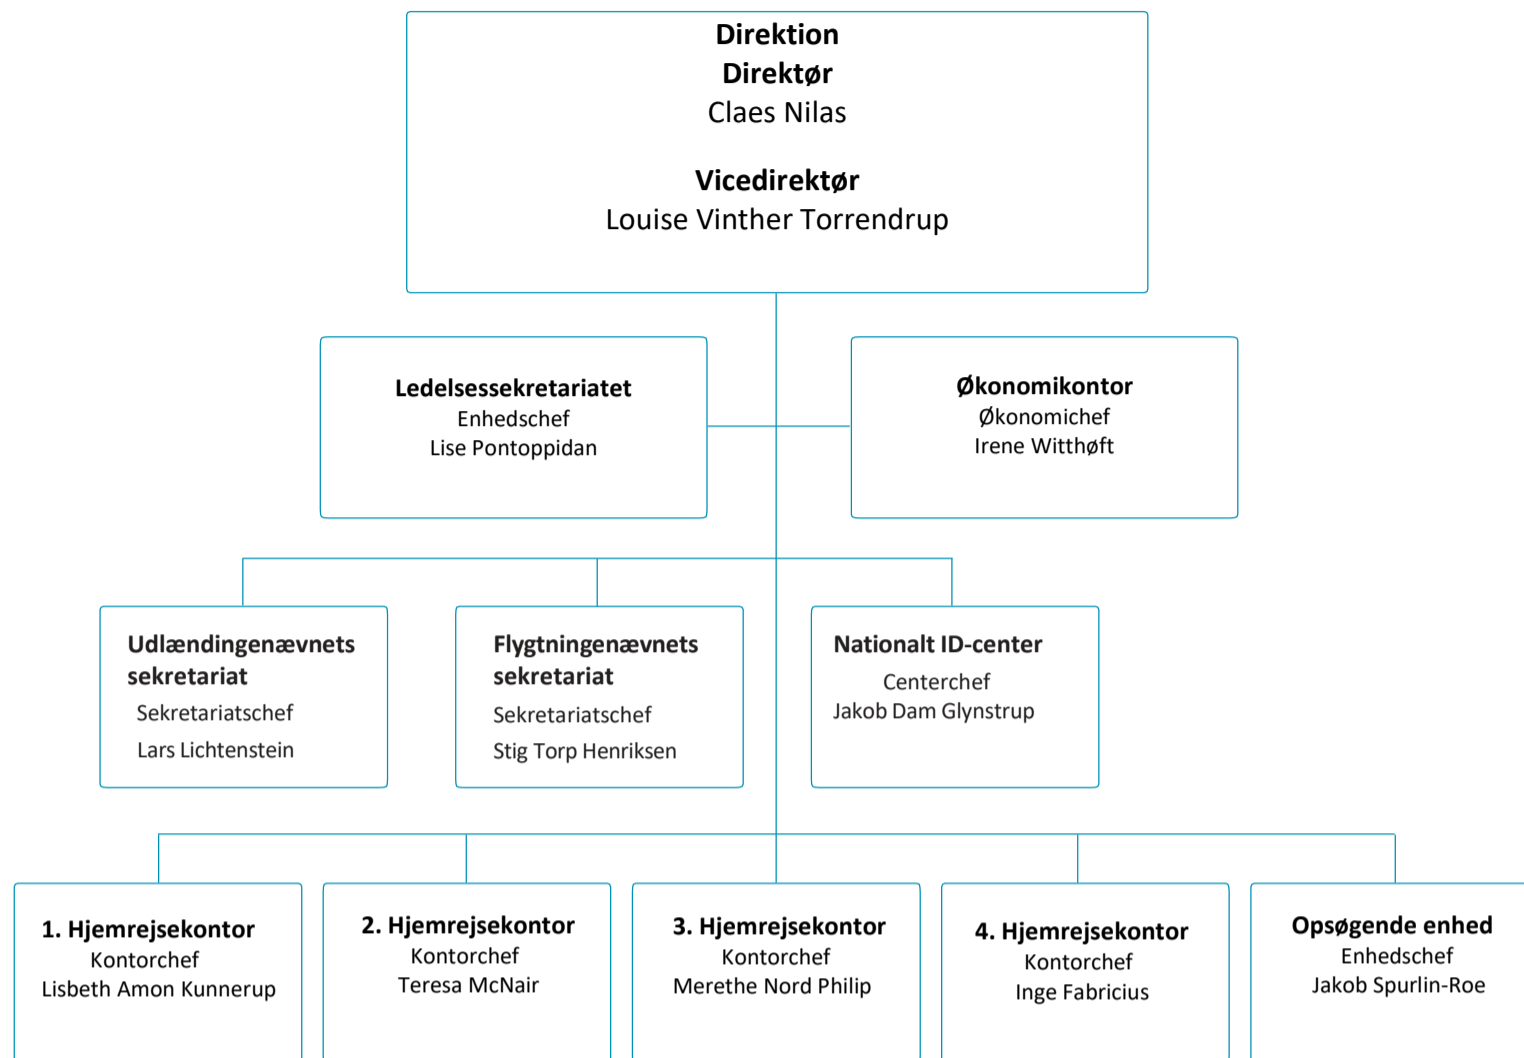 Direktion
Direktør
Claes Nilas
Vicedirektør
Louise Vinther Torrendrup
Ledelsessekretariatet
Enhedschef
Lise Pontoppidan
Økonomikontor
Økonomichef
Irene Witthøft
Udlændingenævnets
sekretariat
Sekretariatschef
Lars Lichtenstein
Flygtningenævnets
sekretariat
Sekretariatschef
Stig Torp Henriksen
Nationalt ID-center
Centerchef
Jakob Dam Glynstrup
1. Hjemrejsekontor
Kontorchef
Lisbeth Amon Kunnerup
2. Hjemrejsekontor
Kontorchef
Teresa McNair
3. Hjemrejsekontor
Kontorchef
Merethe Nord Philip
4. Hjemrejsekontor
Kontorchef
Inge Fabricius
Opsøgende enhed
Enhedschef
Jakob Spurlin-Roe